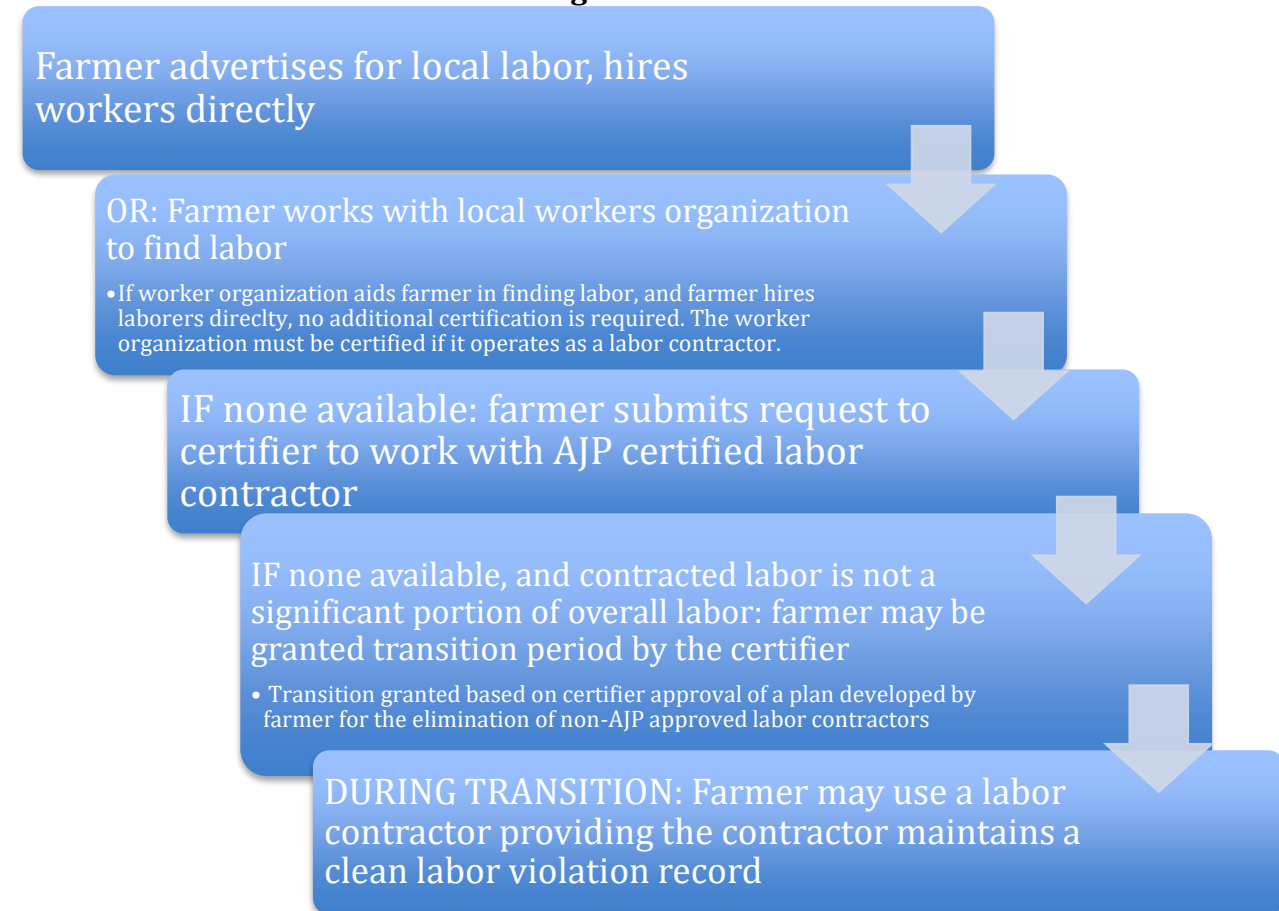 Farmer advertises for local labor, hires
workers directly
OR: Farmer works with local workers organization
to find labor
•If worker organization aids farmer in finding labor, and farmer hires
laborers direclty, no additional certification is required. The worker
organization must be certified if it operates as a labor contractor.
IF none available: farmer submits request to
certifier to work with AJP certified labor
contractor
IF none available, and contracted labor is not a
significant portion of overall labor: farmer may be
granted transition period by the certifier
• Transition granted based on certifier approval of a plan developed by
farmer for the elimination of non-AJP approved labor contractors
DURING TRANSITION: Farmer may use a labor
contractor providing the contractor maintains a
clean labor violation record